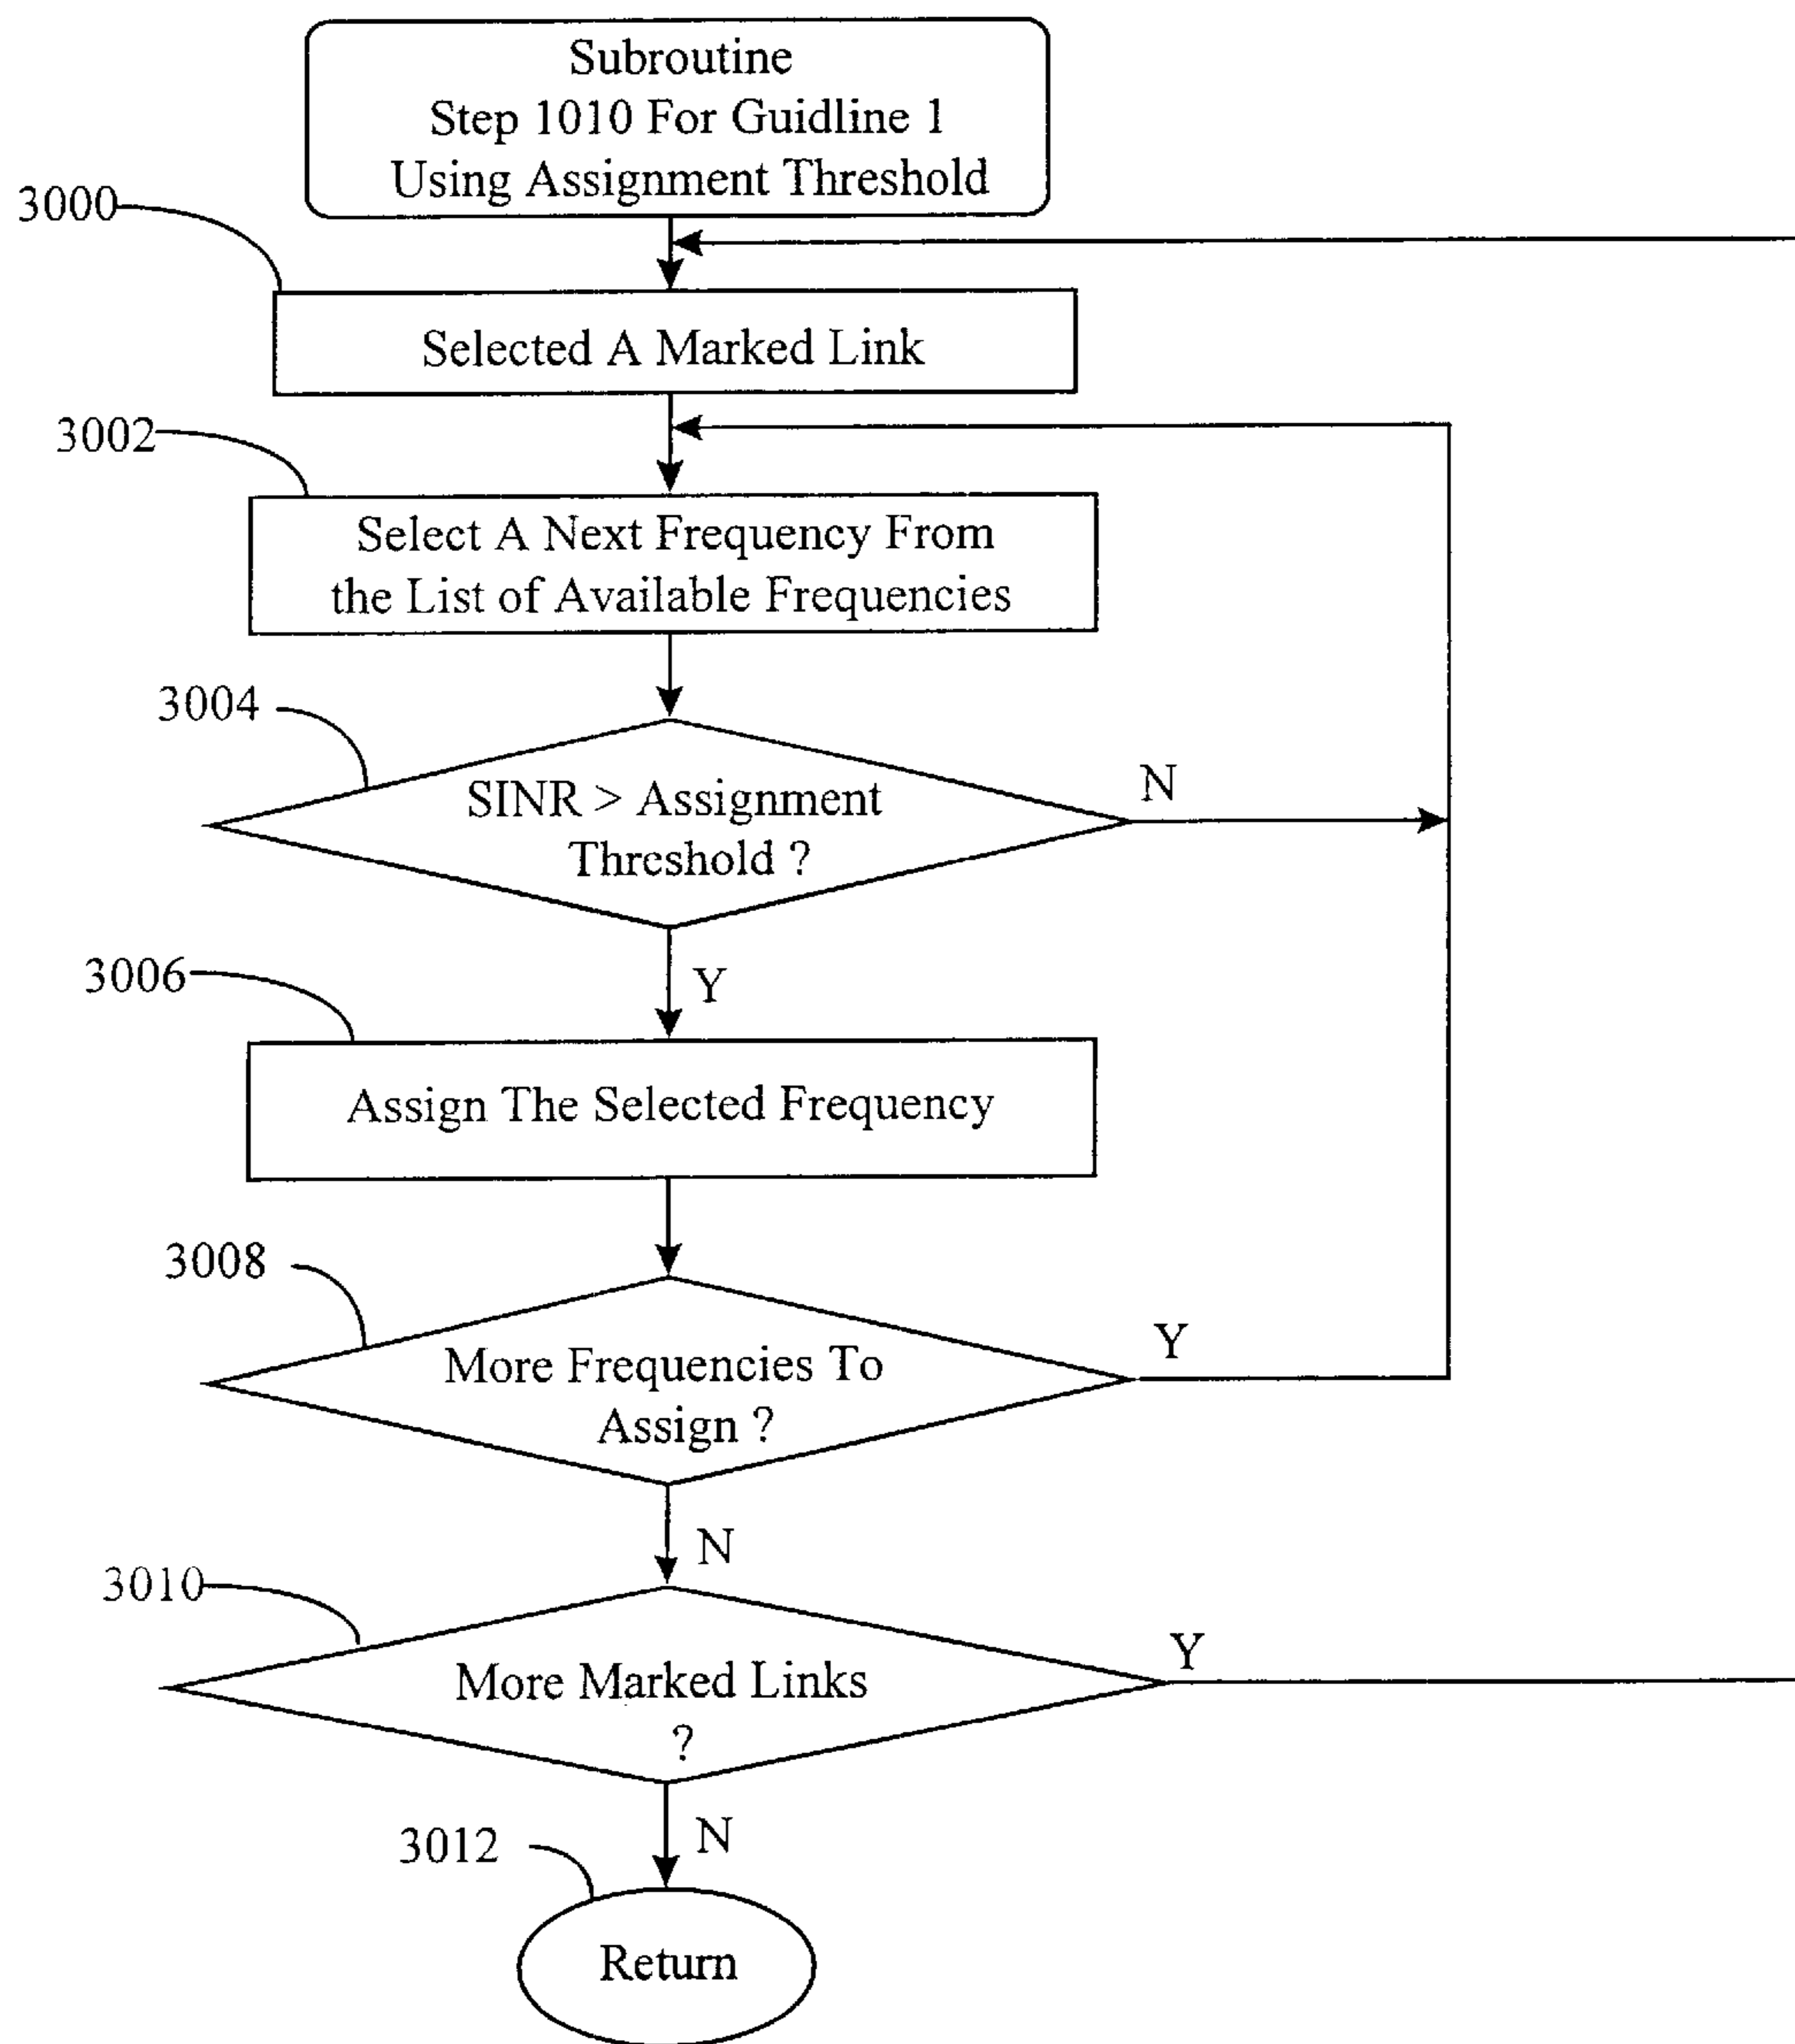 Subroutine
Step 1010 For Guidline 1
Using Assignment Threshold
3000
Selected A Marked Link
3002
Select A Next Frequency From
the List of Available Frequencies
3004
SINR > Assignment
Threshold ?
N
Y
3006
Assign The Selected Frequency
3008
More Frequencies To
Assign ?
Y
N
3010
More Marked Links
?
Y
N
3012
Return